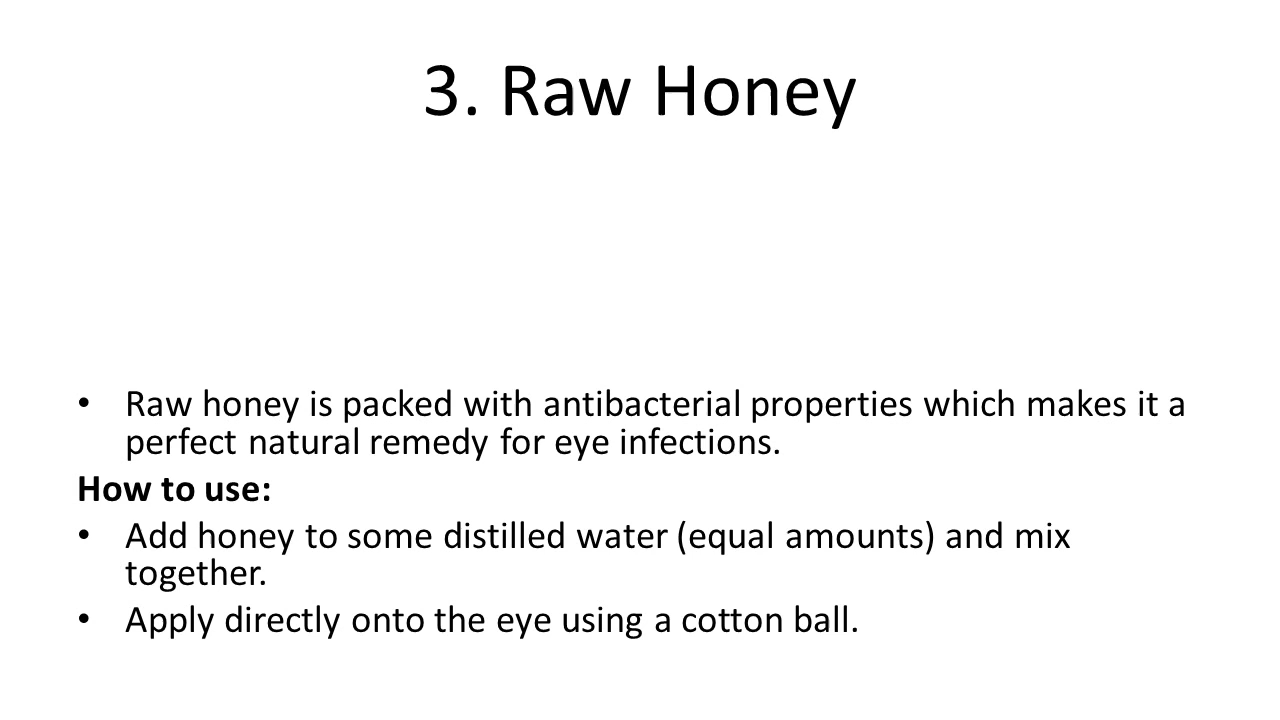 3. Raw Honey
• Raw honey is packed with antibacterial properties which makes it a
perfect natural remedy for eye infections.
How to use:
• Add honey to some distilled water (equal amounts) and mix
together.
• Apply directly onto the eye using a cotton ball.